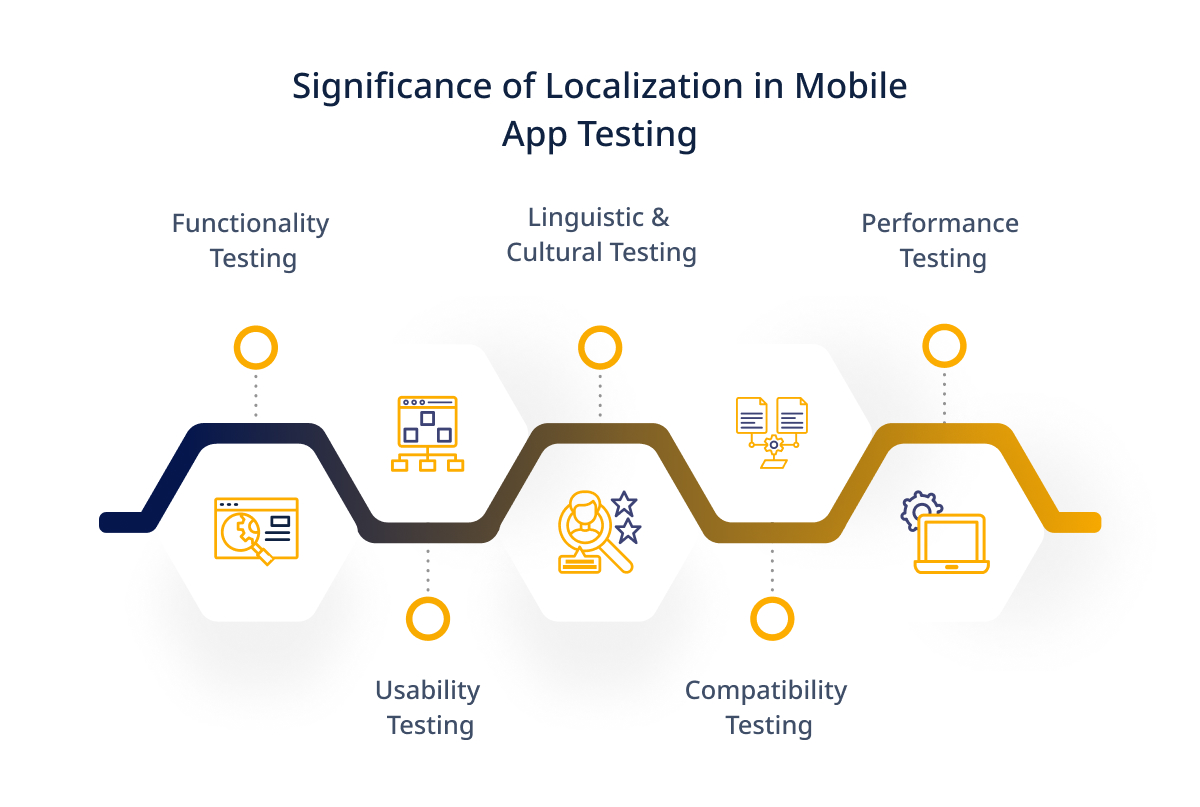 Significance of Localization in Mobile
App Testing
Functionality
Testing
Linguistic &
Cultural Testing
Performance
Testing
Usability
Testing
Compatibility
Testing